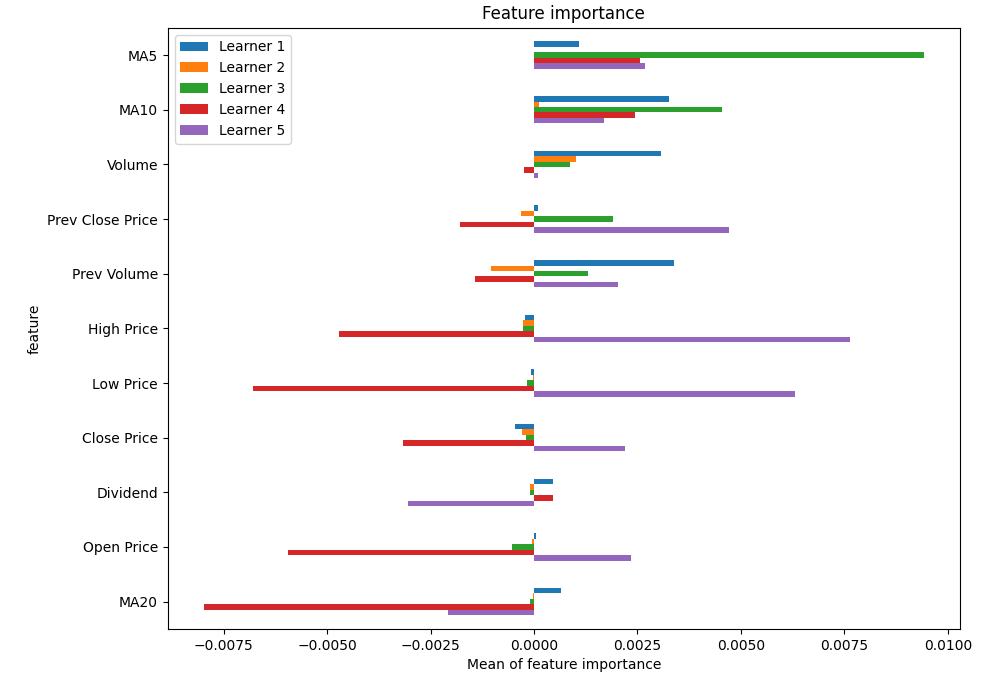 Feature importance
Learner 1
Learner 2
Learner 3
Learner 4
Learner 5
feature
MA5
MA10
Volume
Prev Close Price
Prev Volume
High Price
Low Price
Close Price
Dividend
Open Price
MA20
−0.0075 −0.0050 −0.0025 0.0000 0.0025 0.0050 0.0075 0.0100
Mean of feature importance